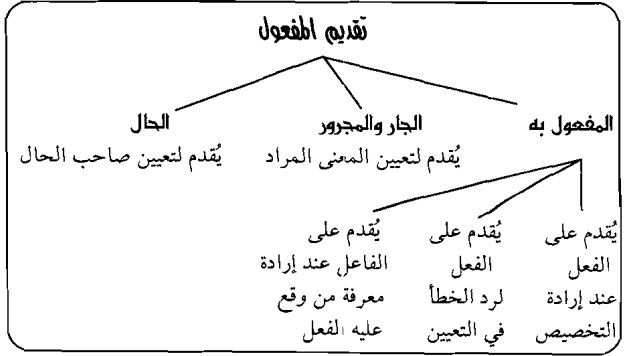 تقديم المفعول
المفعول به
الجار والمجرور
الحال
يُقدم لتعيين المعنى المراد
يُقدم لتعيين صاحب الحال
يُقدم على
الفعل
عند إرادة
التخصيص
يُقدم على
الفعل
لرد الخطأ
في التعيين
يُقدم على
الفاعل عند إرادة
معرفة من وقع
عليه الفعل